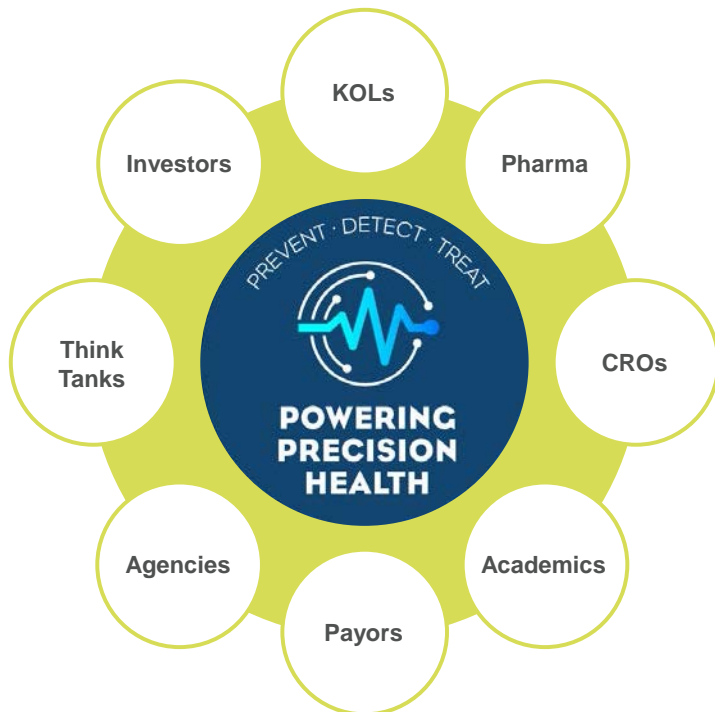 KOLs
Investors
Pharma
PREVENT · DETECT · TREAT
Think
Tanks
CROs
POWERING
PRECISION
HEALTH
Agencies
Academics
Payors